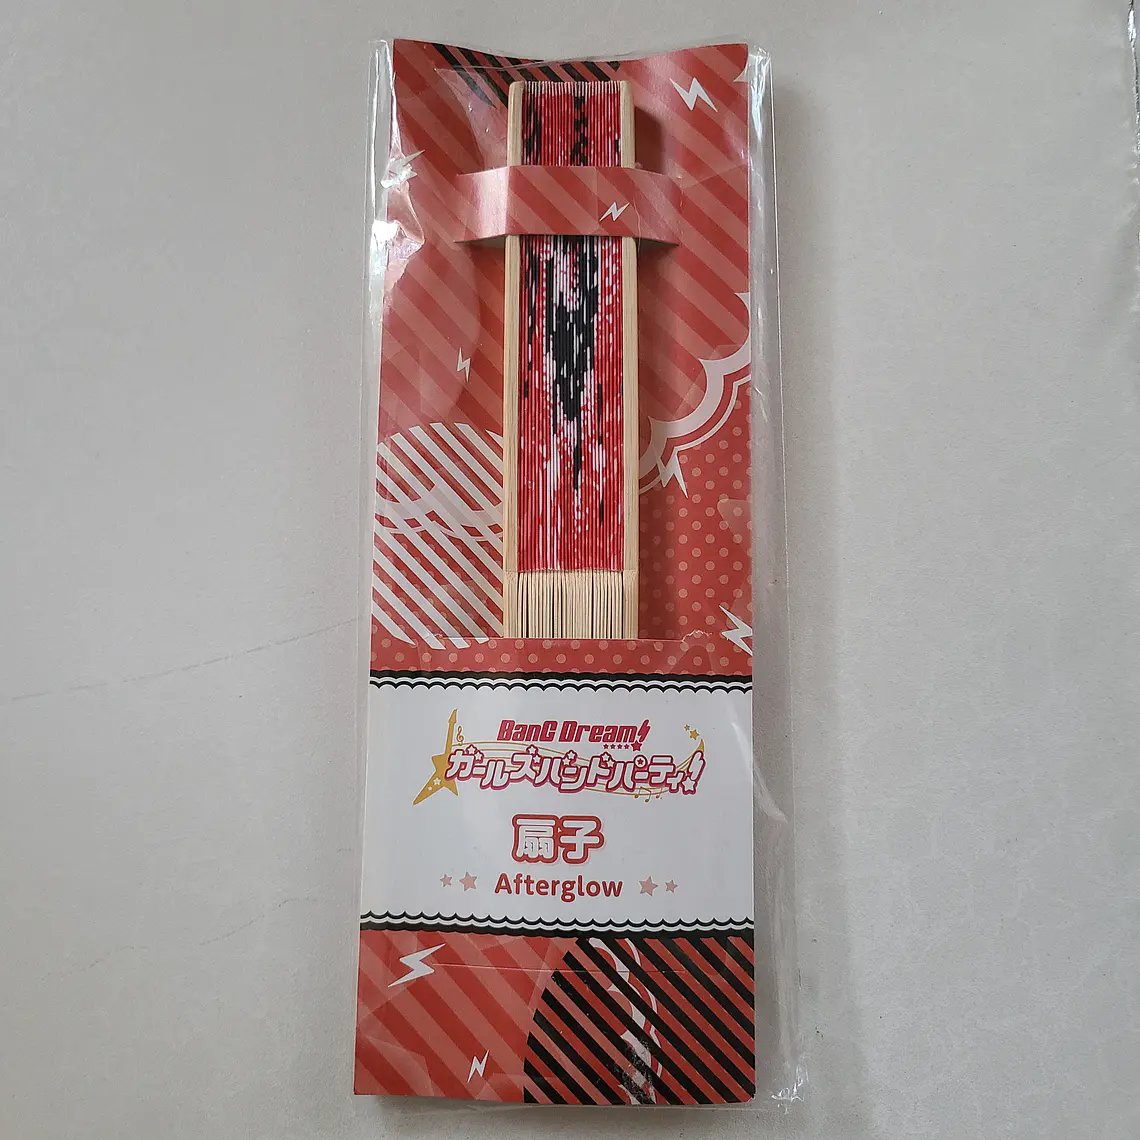 BanG Dream!
ガールズバンドパーティ!
扇子
Afterglow